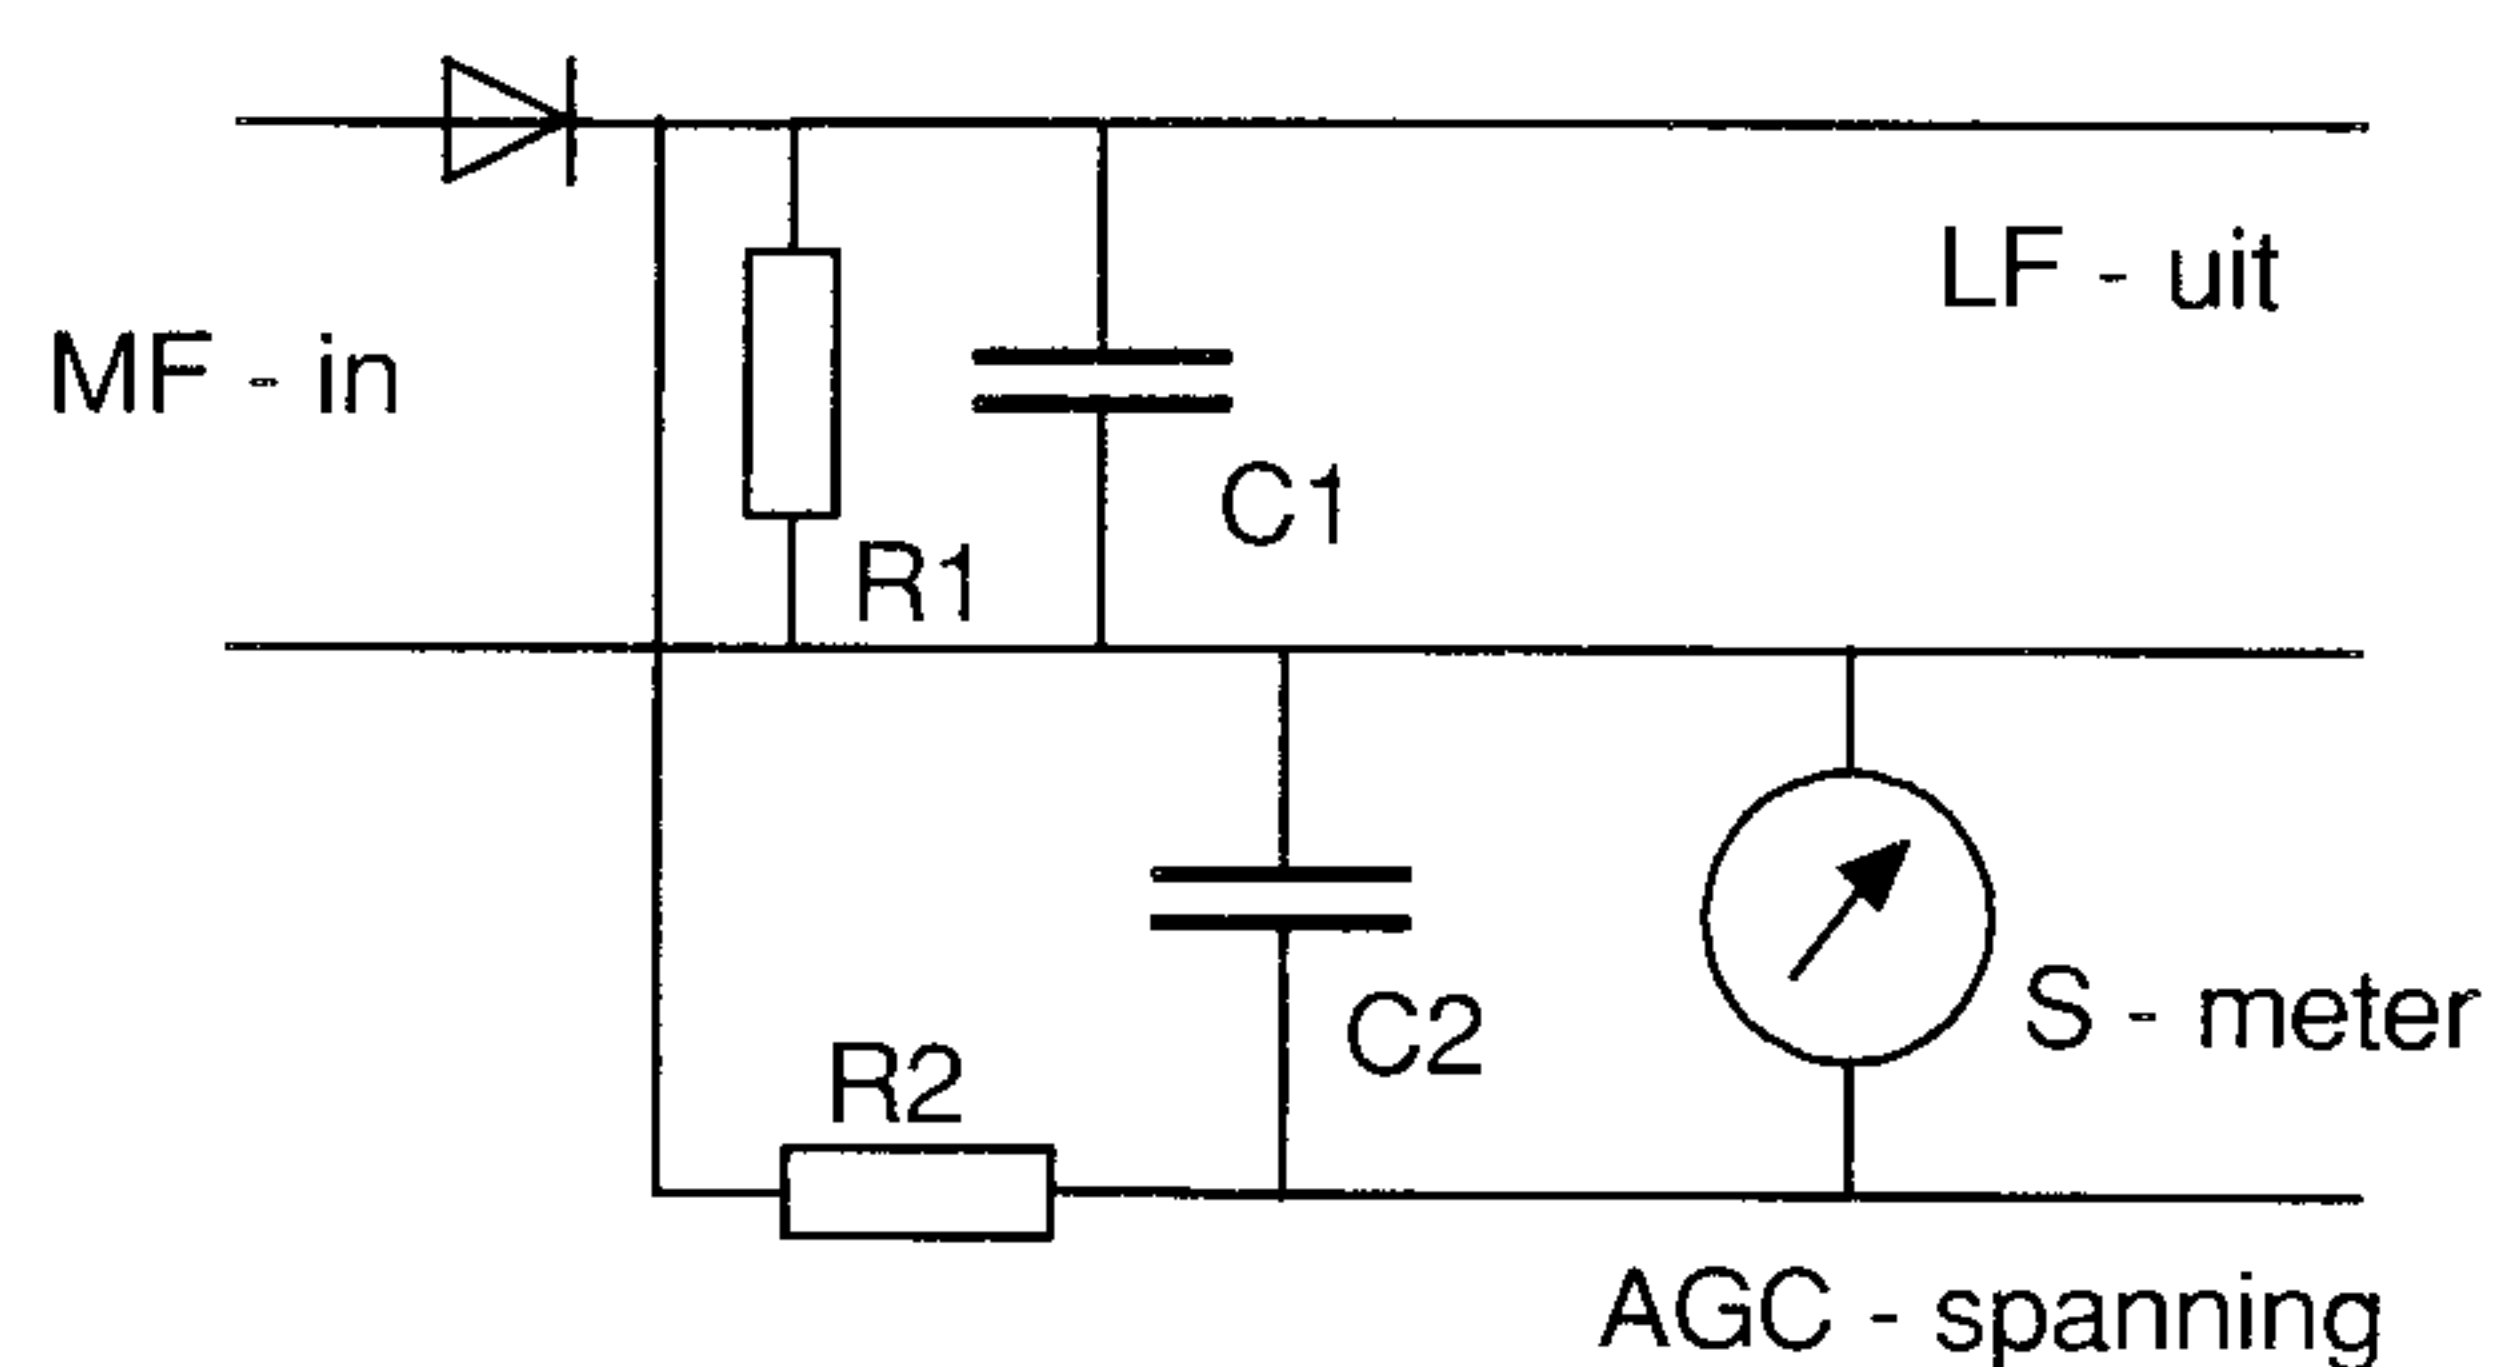 LF - uit
MF - in
C1
R1
S - meter
C2
R2
AGC - spanning